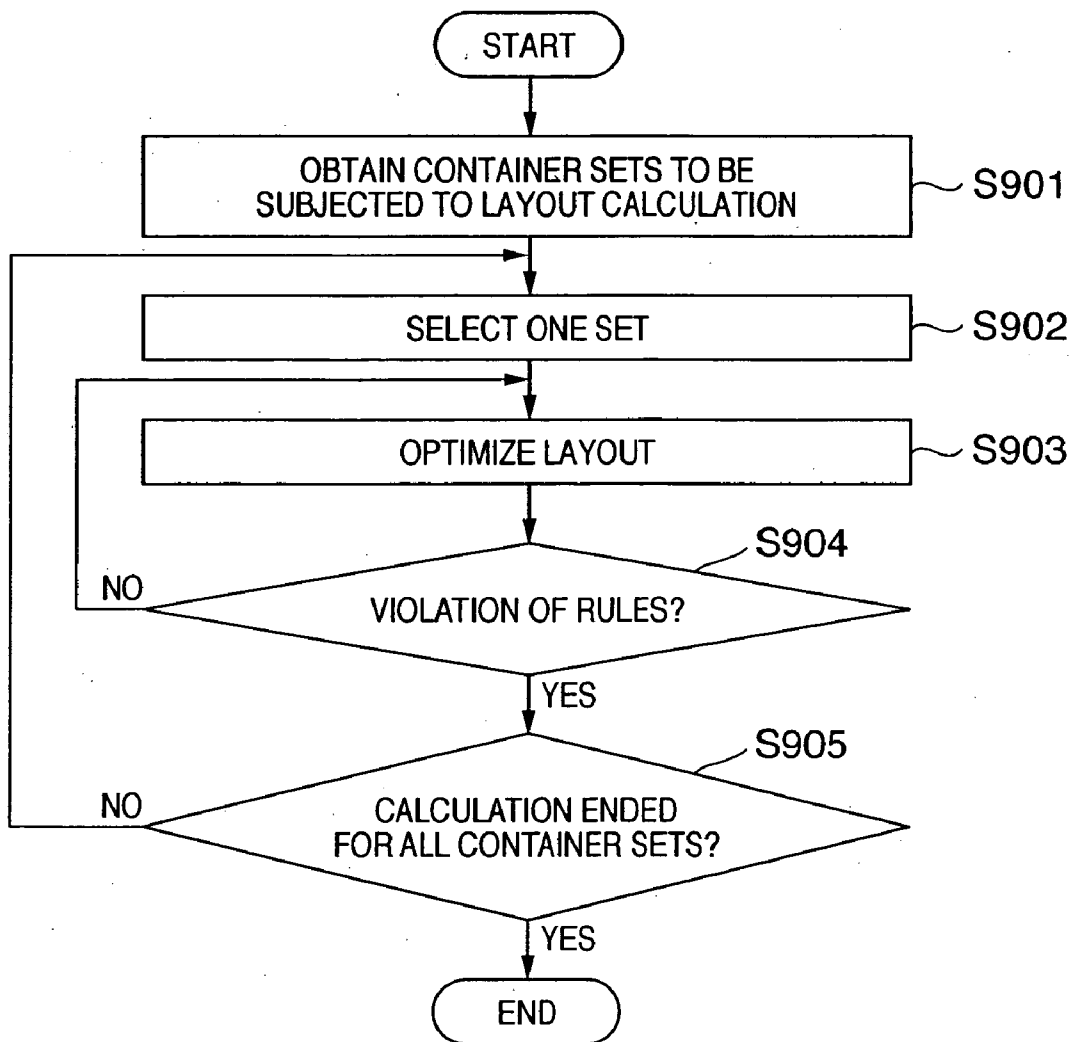 START
OBTAIN CONTAINER SETS TO BE
SUBJECTED TO LAYOUT CALCULATION
S901
SELECT ONE SET
S902
OPTIMIZE LAYOUT
S903
S904
NO
VIOLATION OF RULES?
YES
S905
NO
CALCULATION ENDED
FOR ALL CONTAINER SETS?
YES
END